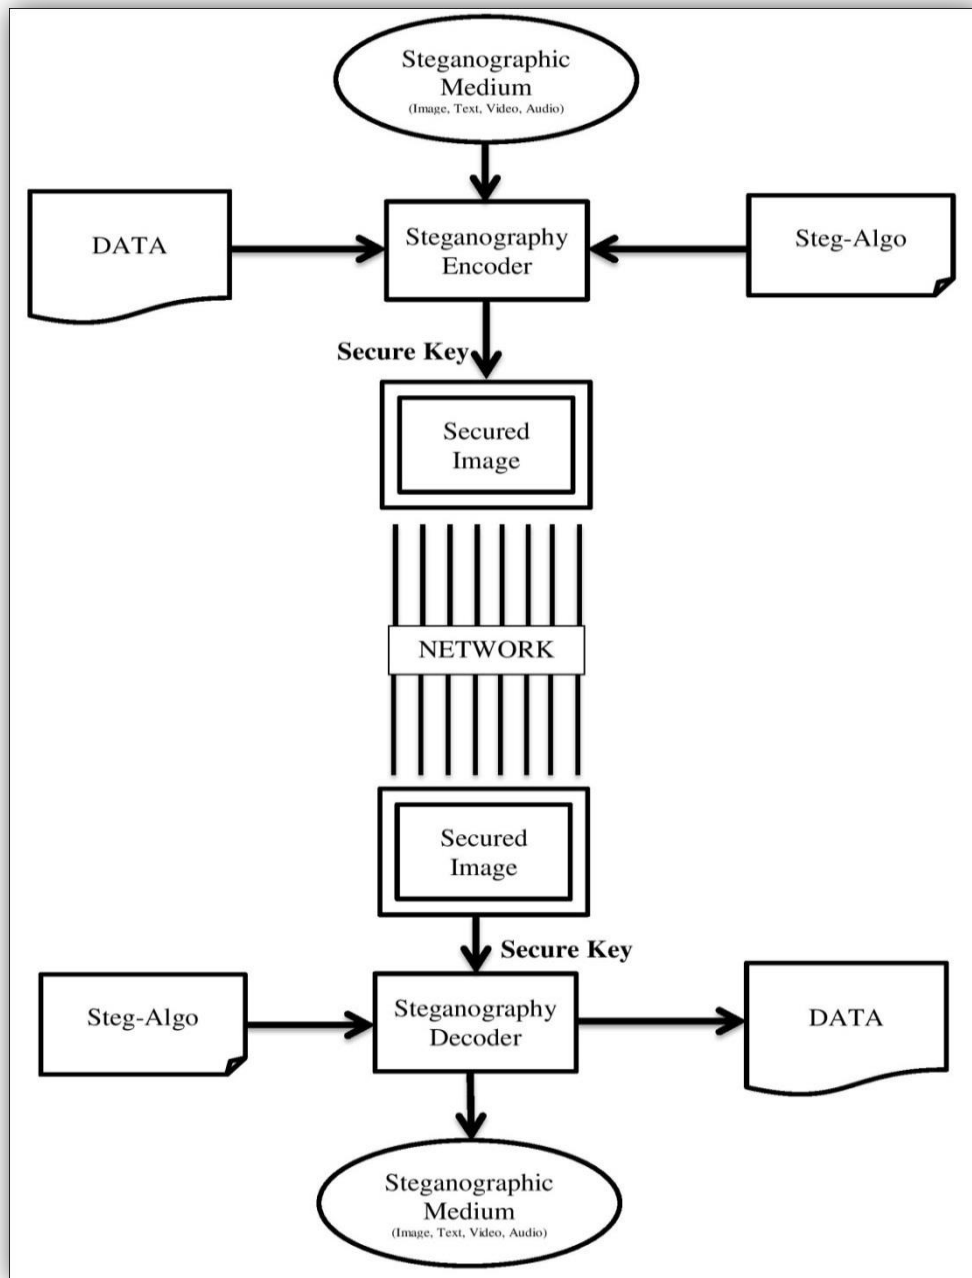 Steganographic
Medium
(Image, Text, Video, Audio)
DATA
Steganography
Encoder
Steg-Algo
Secure Key
Secured
Image
NETWORK
Secured
Image
Secure Key
Steg-Algo
Steganography
Decoder
DATA
Steganographic
Medium
(Image, Text, Video, Audio)